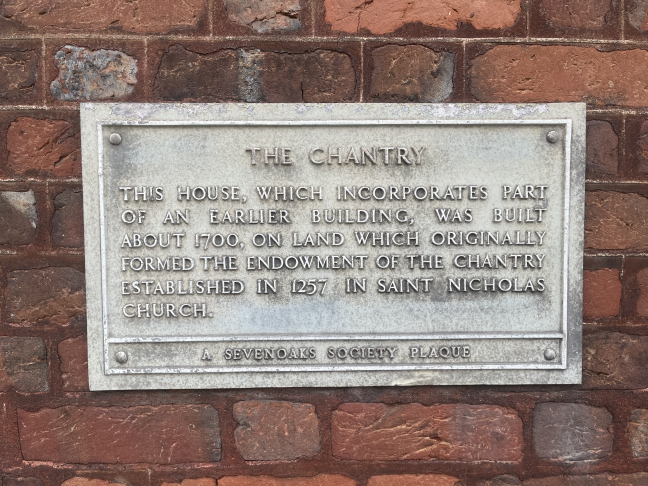 THE CHANTRY
THIS HOUSE, WHICH INCORPORATES PART
OF AN EARLIER BUILDING, WAS BUILT
ABOUT 1700, ON LAND WHICH ORIGINALLY
FORMED THE ENDOWMENT OF THE CHANTRY
ESTABLISHED IN 1257 IN SAINT NICHOLAS
CHURCH.
A SEVENOAKS SOCIETY PLAQUE